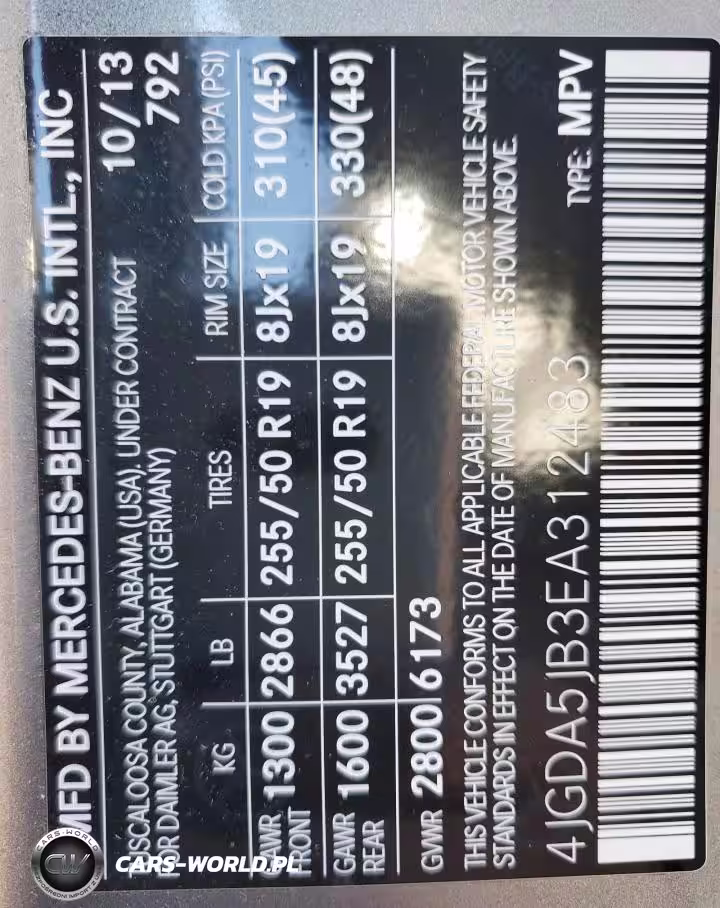 MFD BY MERCEDES-BENZ U.S. INTL., INC
TUSCALOOSA COUNTY, ALABAMA (USA). UNDER CONTRACT 10/13
FOR DAIMLER AG, STUTTGART (GERMANY) 792
KG LB TIRES RIM SIZE COLD KPA (PSI)
GAWR FRONT 1300 2866 255/50 R19 8Jx19 310(45)
GAWR REAR 1600 3527 255/50 R19 8Jx19 330(48)
GWR 2800 6173
THIS VEHICLE CONFORMS TO ALL APPLICABLE FEDERAL MOTOR VEHICLE SAFETY
STANDARDS IN EFFECT ON THE DATE OF MANUFACTURE SHOWN ABOVE.
4JGDA5JB3EA312483 TYPE: MPV
CARS-WORLD.PL
CARS-WORLD
CW